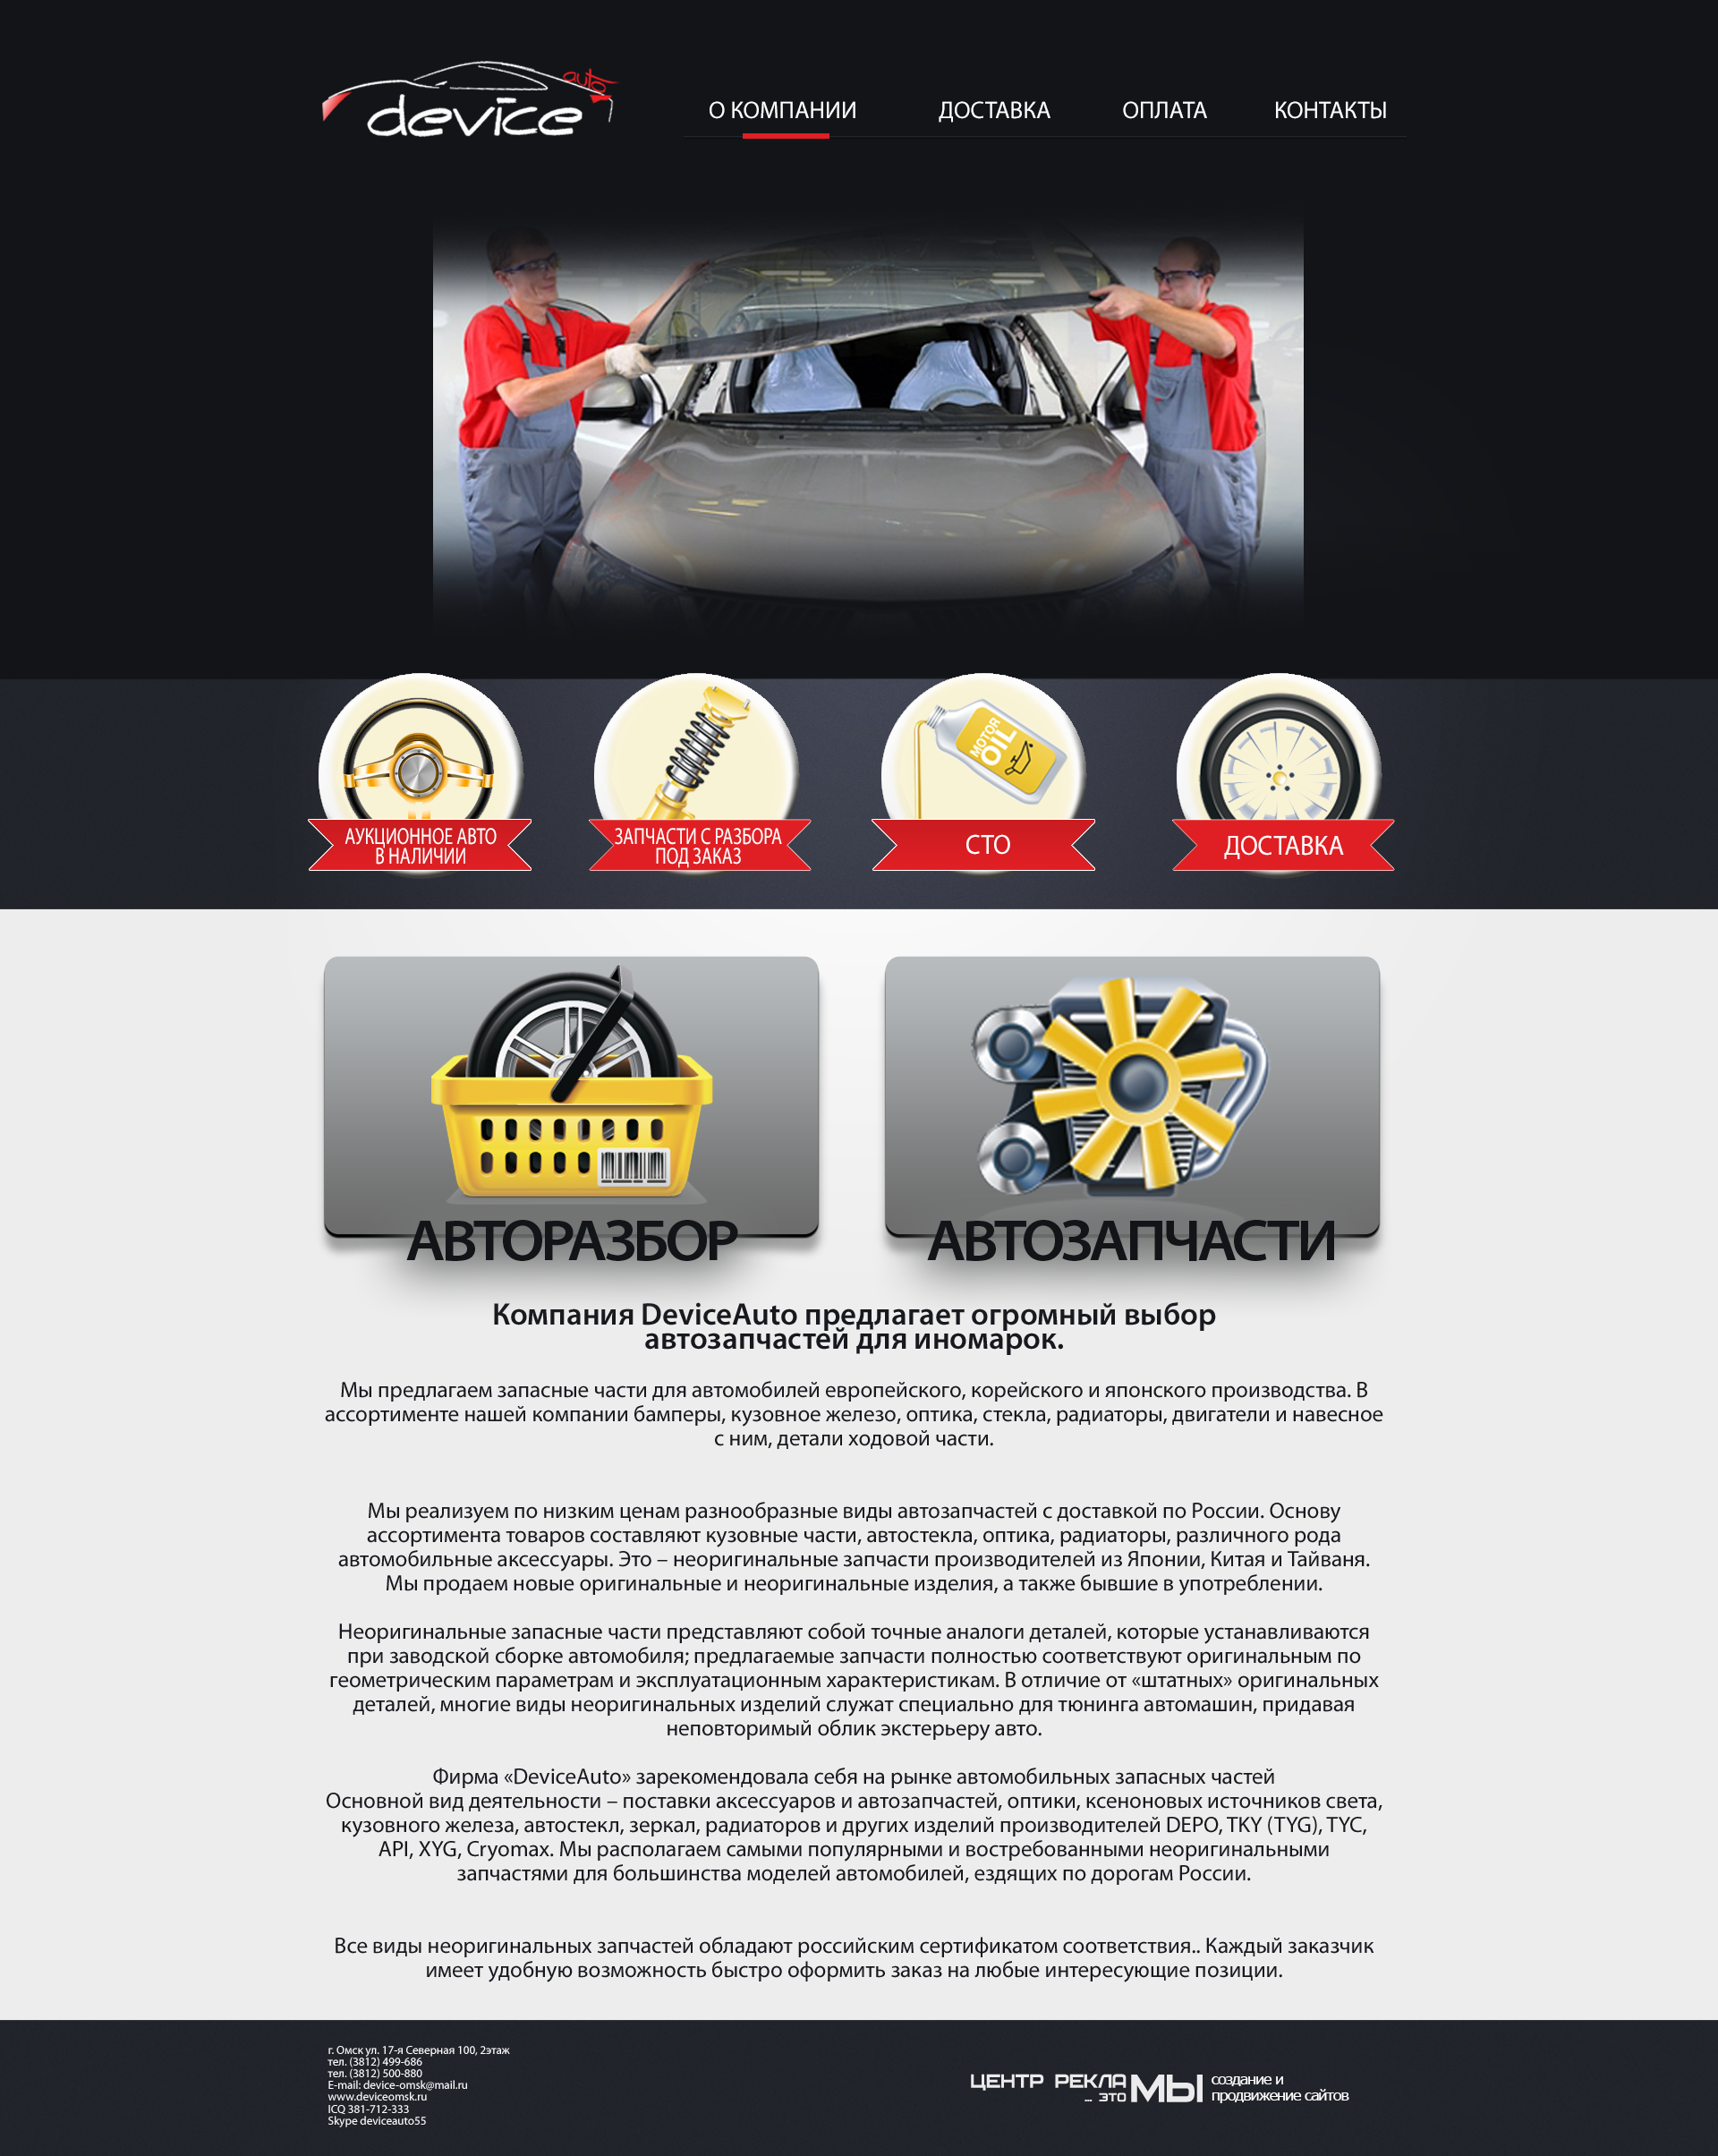 auto
device
О КОМПАНИИ ДОСТАВКА ОПЛАТА КОНТАКТЫ
MOTOR
OIL
АУКЦИОННОЕ АВТО
В НАЛИЧИИ
ЗАПЧАСТИ С РАЗБОРА
ПОД ЗАКАЗ
СТО
ДОСТАВКА
АВТОРАЗБОР
АВТОЗАПЧАСТИ
Компания DeviceAuto предлагает огромный выбор
автозапчастей для иномарок.
Мы предлагаем запасные части для автомобилей европейского, корейского и японского производства. В
ассортименте нашей компании бамперы, кузовное железо, оптика, стекла, радиаторы, двигатели и навесное
с ним, детали ходовой части.
Мы реализуем по низким ценам разнообразные виды автозапчастей с доставкой по России. Основу
ассортимента товаров составляют кузовные части, автостекла, оптика, радиаторы, различного рода
автомобильные аксессуары. Это – неоригинальные запчасти производителей из Японии, Китая и Тайваня.
Мы продаем новые оригинальные и неоригинальные изделия, а также бывшие в употреблении.
Неоригинальные запасные части представляют собой точные аналоги деталей, которые устанавливаются
при заводской сборке автомобиля; предлагаемые запчасти полностью соответствуют оригинальным по
геометрическим параметрам и эксплуатационным характеристикам. В отличие от «штатных» оригинальных
деталей, многие виды неоригинальных изделий служат специально для тюнинга автомашин, придавая
неповторимый облик экстерьеру авто.
Фирма «DeviceAuto» зарекомендовала себя на рынке автомобильных запасных частей
Основной вид деятельности – поставки аксессуаров и автозапчастей, оптики, ксеноновых источников света,
кузовного железа, автостекл, зеркал, радиаторов и других изделий производителей DEPO, TKY (TYG), TYC,
API, XYG, Cryomax. Мы располагаем самыми популярными и востребованными неоригинальными
запчастями для большинства моделей автомобилей, ездящих по дорогам России.
Все виды неоригинальных запчастей обладают российским сертификатом соответствия.. Каждый заказчик
имеет удобную возможность быстро оформить заказ на любые интересующие позиции.
г. Омск ул. 17-я Северная 100, 2этаж
тел. (3812) 499-686
тел. (3812) 500-880
E-mail: device-omsk@mail.ru
www.deviceomsk.ru
ICQ 381-712-333
Skype deviceauto55
ЦЕНТР РЕКЛАМЫ
... ЭТО
создание и
продвижение сайтов